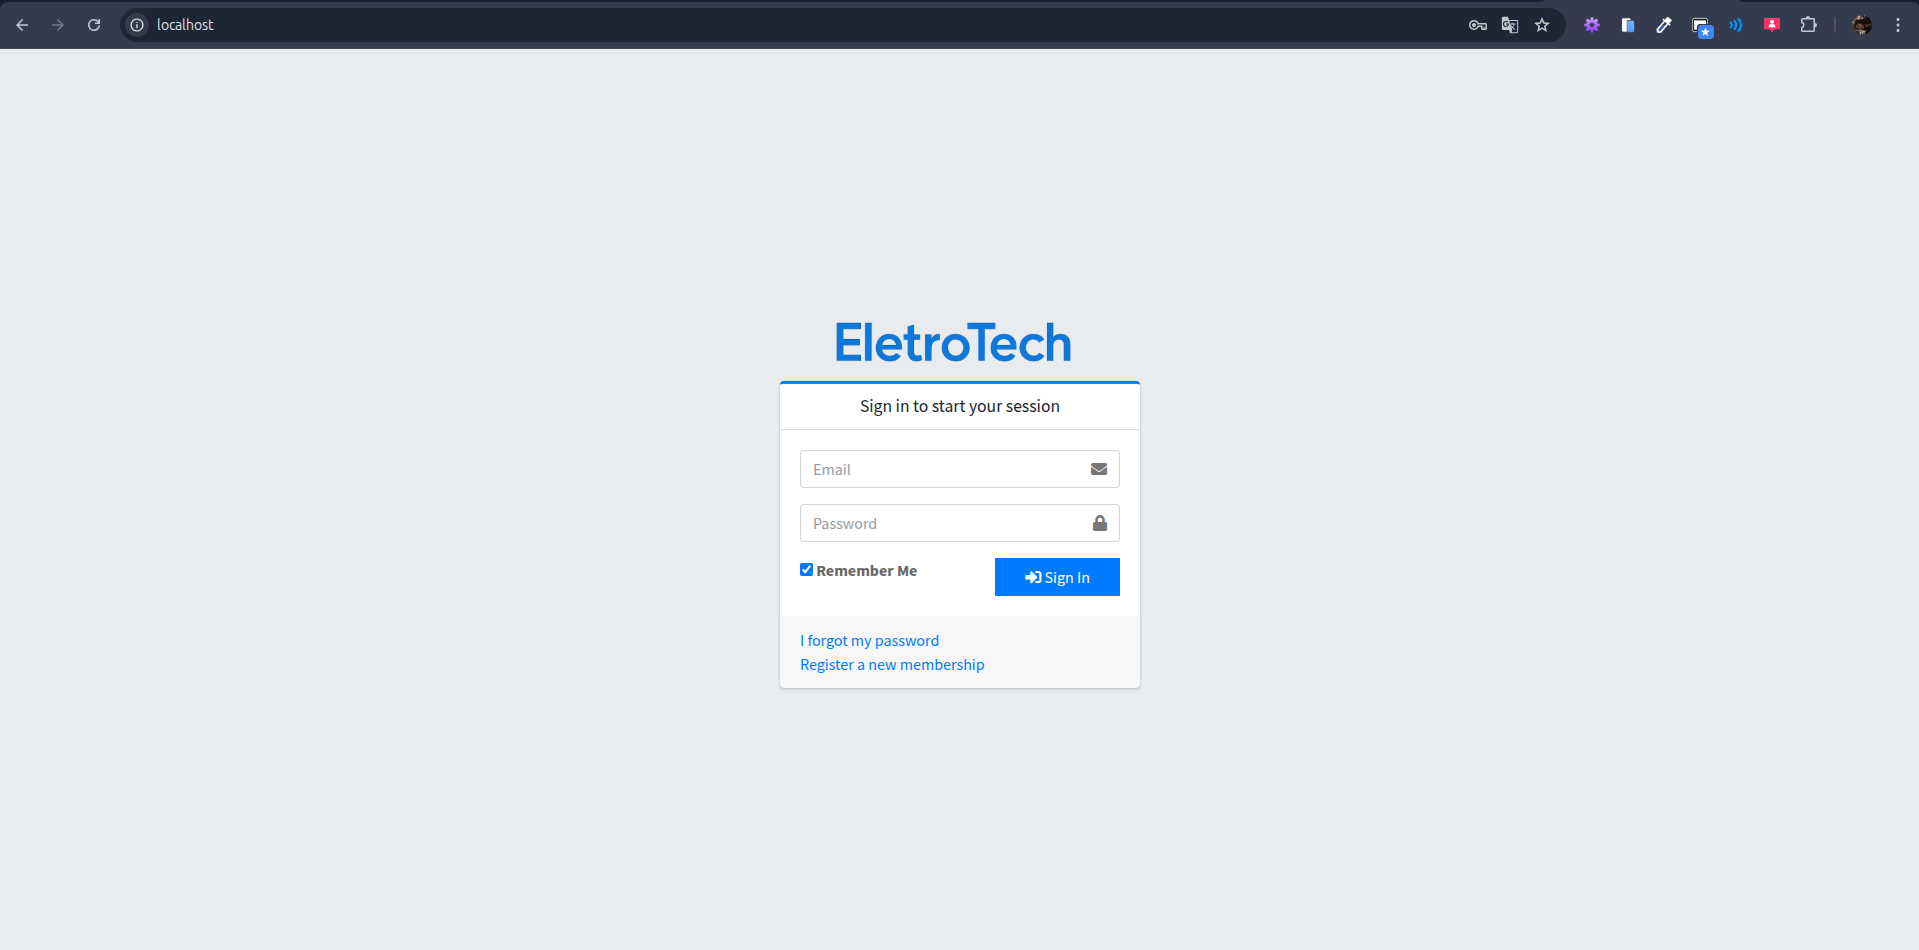 localhost
EletroTech
Sign in to start your session
Email
Password
Remember Me
Sign In
I forgot my password
Register a new membership